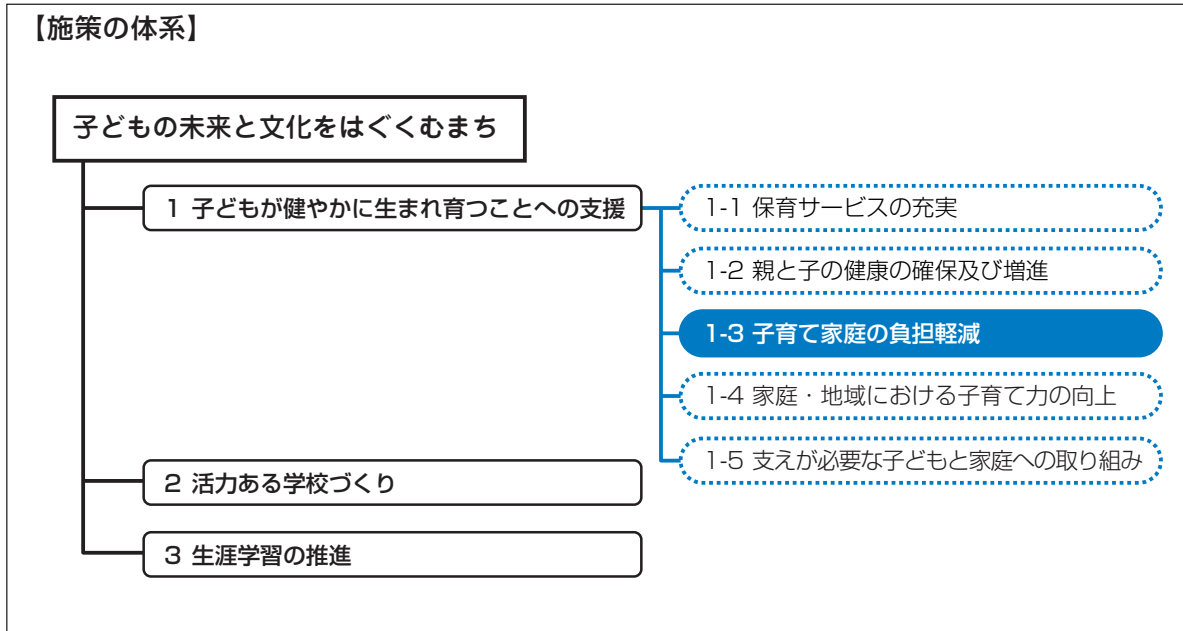 【施策の体系】
子どもの未来と文化をはぐくむまち
1 子どもが健やかに生まれ育つことへの支援
1-1 保育サービスの充実
1-2 親と子の健康の確保及び増進
1-3 子育て家庭の負担軽減
1-4 家庭・地域における子育て力の向上
1-5 支えが必要な子どもと家庭への取り組み
2 活力ある学校づくり
3 生涯学習の推進